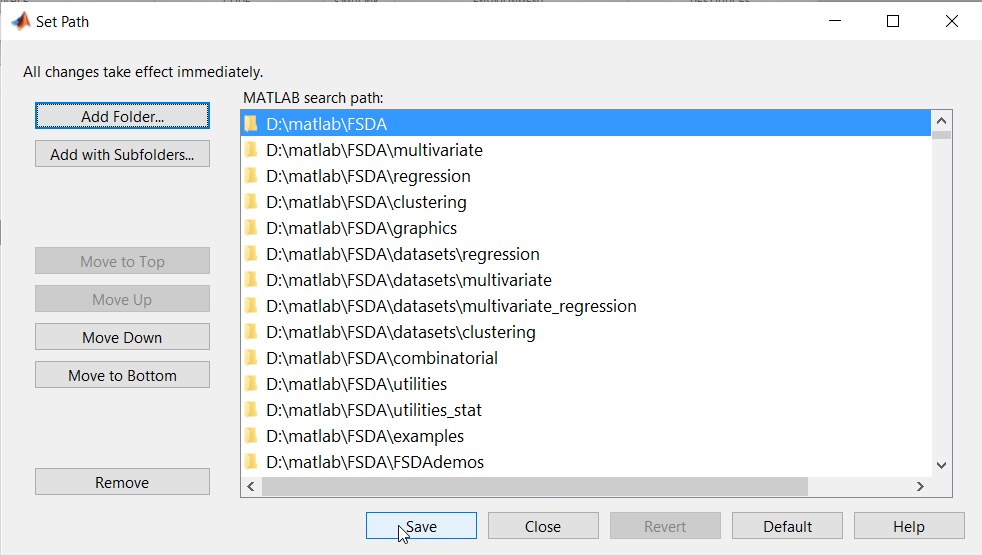 Set Path
All changes take effect immediately.
MATLAB search path:
Add Folder...
Add with Subfolders...
Move to Top
Move Up
Move Down
Move to Bottom
Remove
D:\matlab\FSDA
D:\matlab\FSDA\multivariate
D:\matlab\FSDA\regression
D:\matlab\FSDA\clustering
D:\matlab\FSDA\graphics
D:\matlab\FSDA\datasets\regression
D:\matlab\FSDA\datasets\multivariate
D:\matlab\FSDA\datasets\multivariate_regression
D:\matlab\FSDA\datasets\clustering
D:\matlab\FSDA\combinatorial
D:\matlab\FSDA\utilities
D:\matlab\FSDA\utilities_stat
D:\matlab\FSDA\examples
D:\matlab\FSDA\FSDAdemos
Save Close Revert Default Help